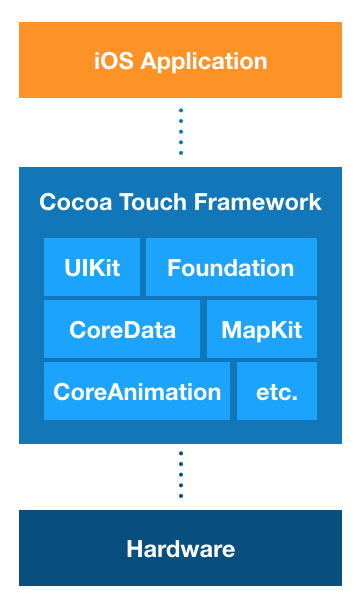 iOS Application
Cocoa Touch Framework
UIKit Foundation
CoreData MapKit
CoreAnimation etc.
Hardware